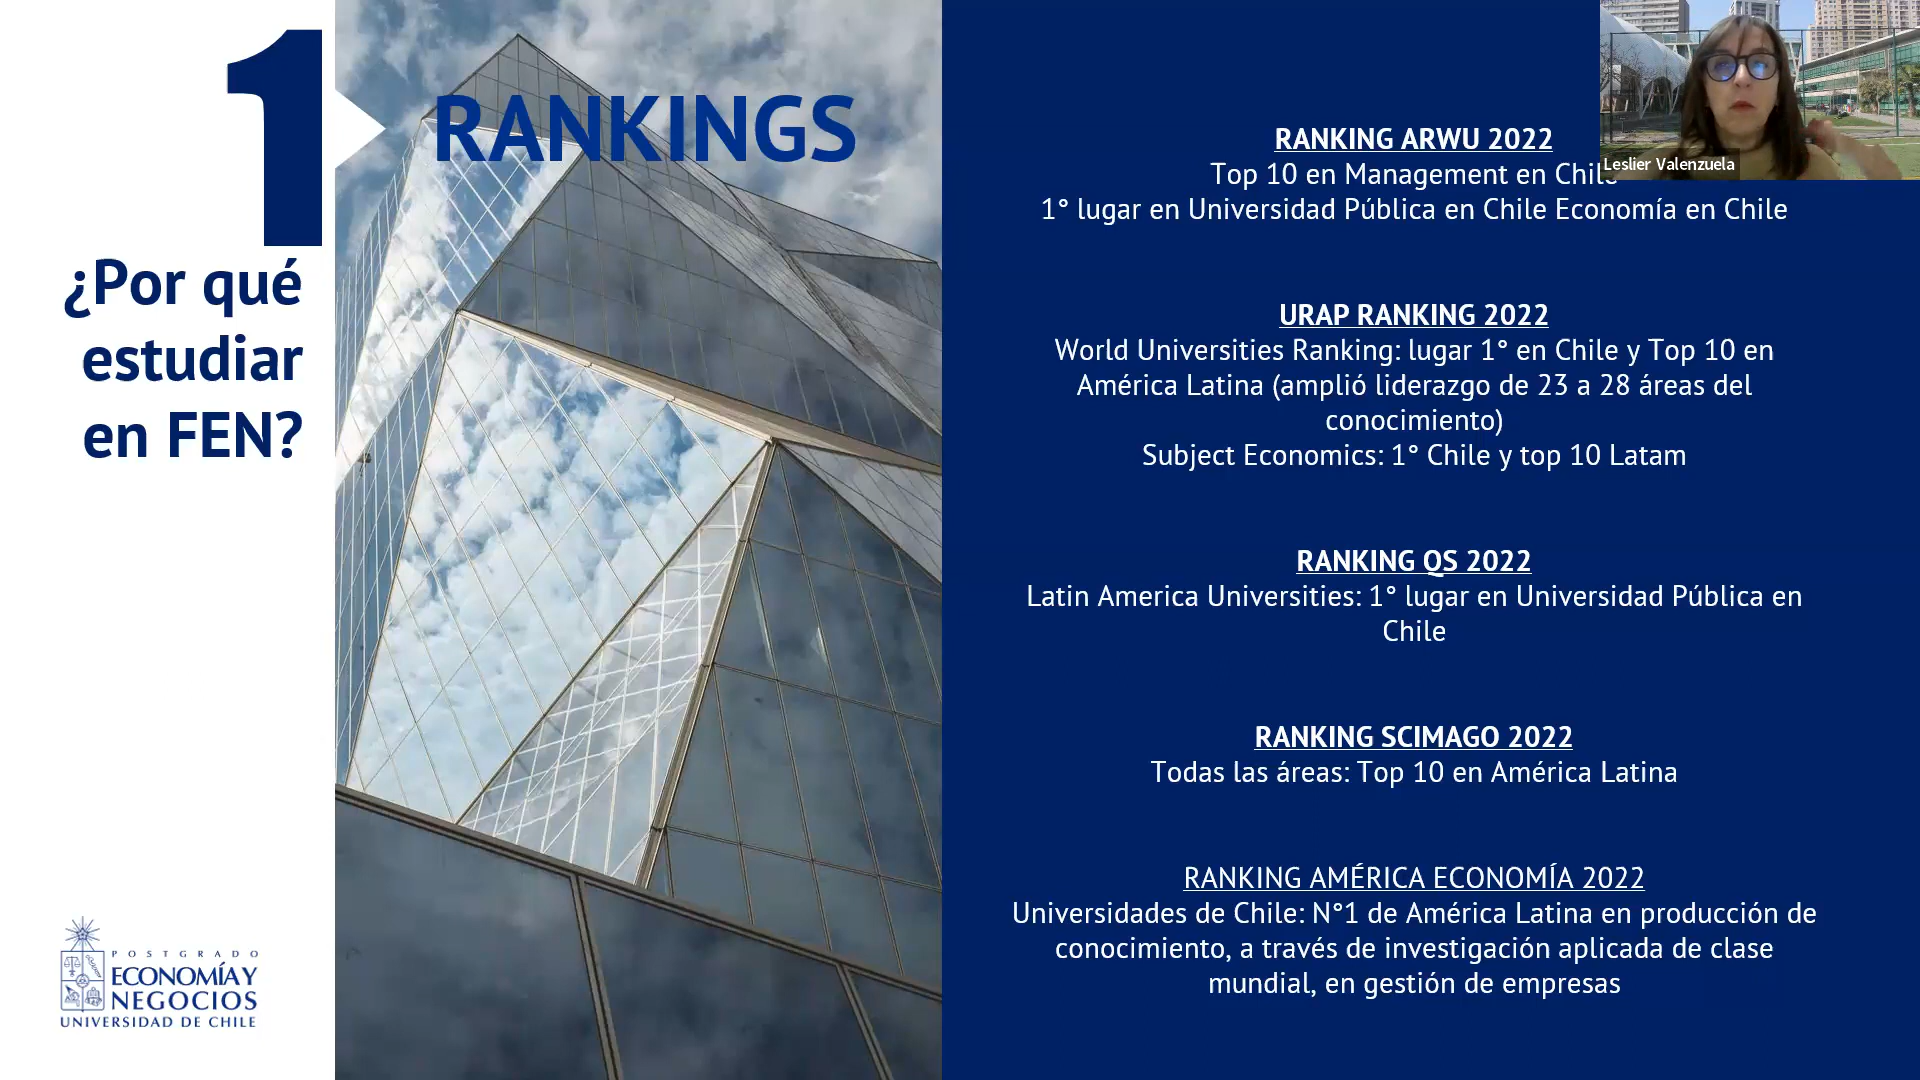 1
¿Por qué
estudiar
en FEN?
RANKINGS
RANKING ARWU 2022
Top 10 en Management en Chile
1° lugar en Universidad Pública en Chile Economía en Chile
URAP RANKING 2022
World Universities Ranking: lugar 1° en Chile y Top 10 en
América Latina (amplió liderazgo de 23 a 28 áreas del
conocimiento)
Subject Economics: 1° Chile y top 10 Latam
RANKING QS 2022
Latin America Universities: 1° lugar en Universidad Pública en
Chile
RANKING SCIMAGO 2022
Todas las áreas: Top 10 en América Latina
RANKING AMÉRICA ECONOMÍA 2022
Universidades de Chile: N°1 de América Latina en producción de
conocimiento, a través de investigación aplicada de clase
mundial, en gestión de empresas
Leslier Valenzuela
POSTGRADO
ECONOMÍA Y
NEGOCIOS
UNIVERSIDAD DE CHILE